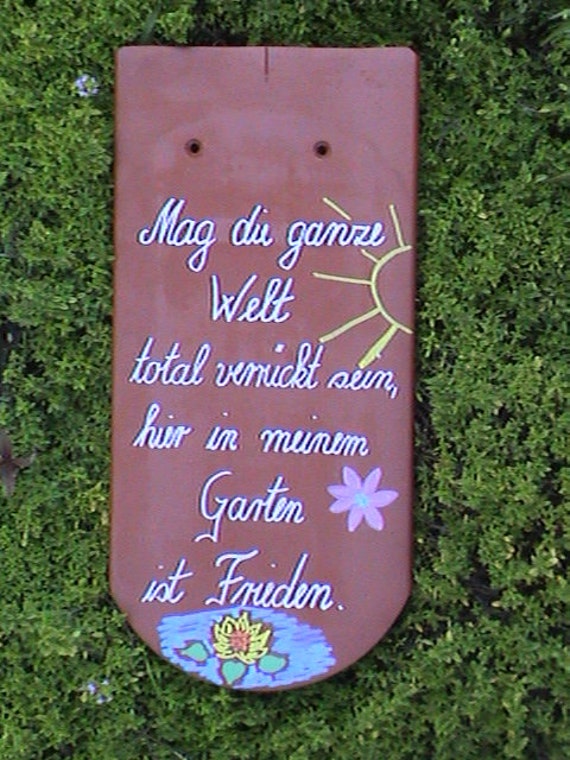 Mag die ganze
Welt
total verrückt sein,
hier in meinem
Garten
ist Frieden.